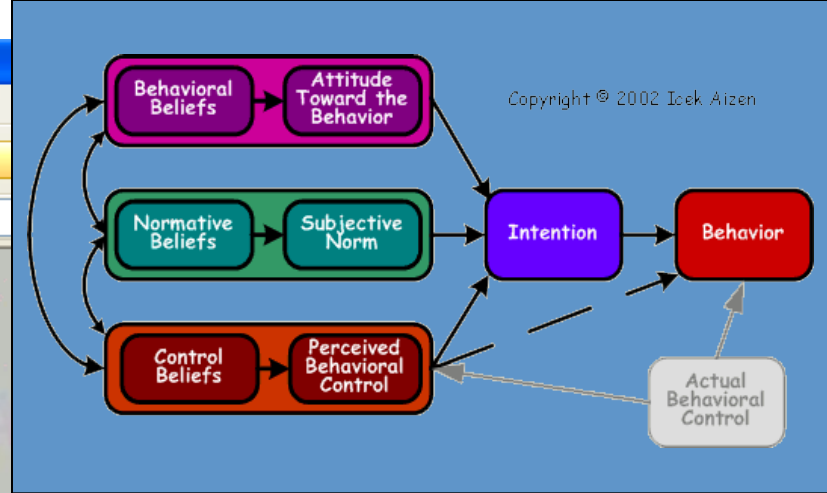 Behavioral
Beliefs
Attitude
Toward the
Behavior
Copyright © 2002 Icek Aizen
Normative
Beliefs
Subjective
Norm
Intention
Behavior
Control
Beliefs
Perceived
Behavioral
Control
Actual
Behavioral
Control